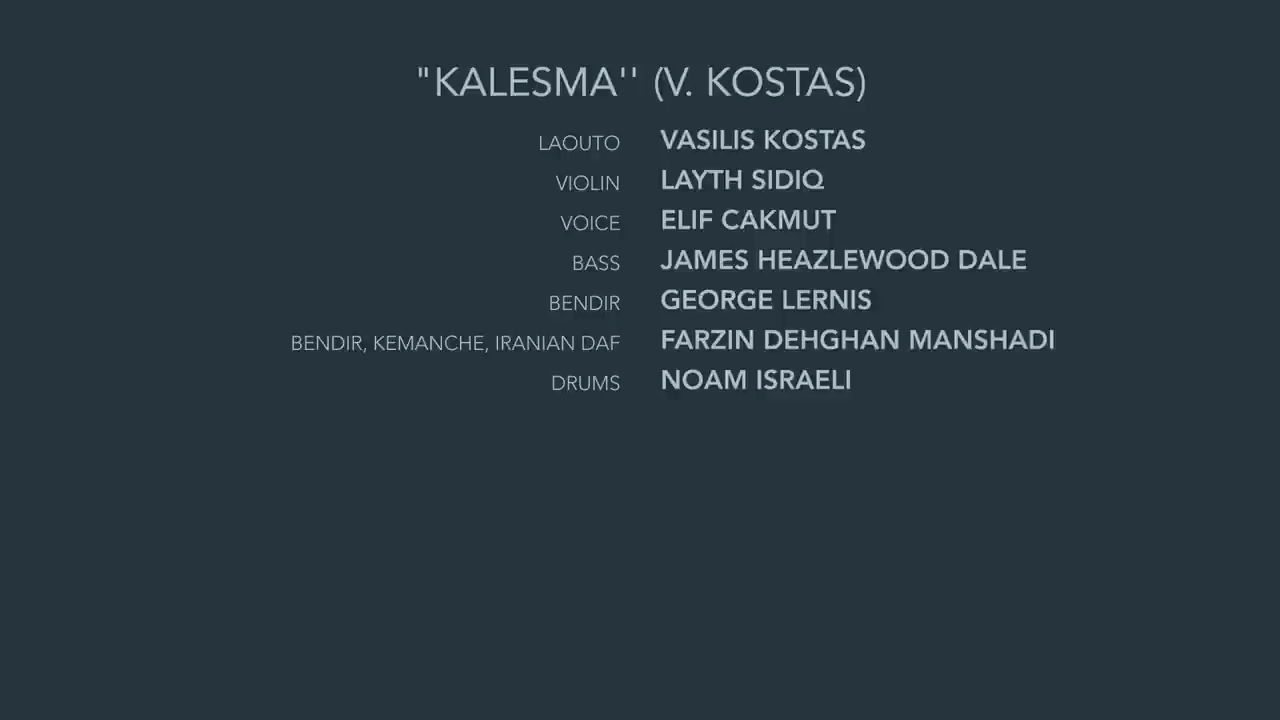 "KALESMA'' (V. KOSTAS)
LAOUTO VASILIS KOSTAS
VIOLIN LAYTH SIDIQ
VOICE ELIF CAKMUT
BASS JAMES HEAZLEWOOD DALE
BENDIR GEORGE LERNIS
BENDIR, KEMANCHE, IRANIAN DAF FARZIN DEHGHAN MANSHADI
DRUMS NOAM ISRAELI